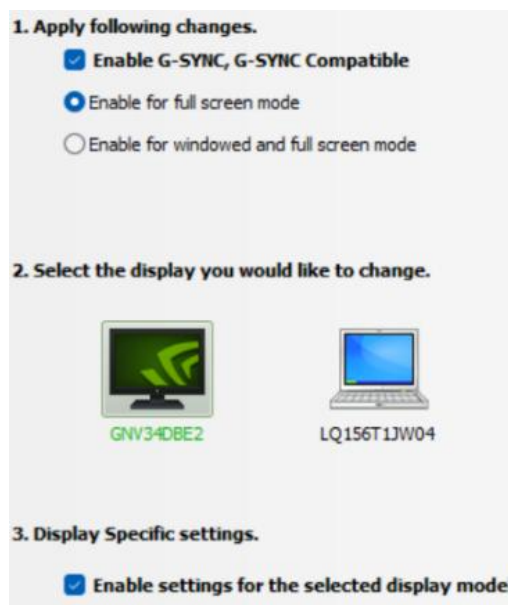 1. Apply following changes.
Enable G-SYNC, G-SYNC Compatible
Enable for full screen mode
Enable for windowed and full screen mode
2. Select the display you would like to change.
GNV34DBE2
LQ156T1JW04
3. Display Specific settings.
Enable settings for the selected display mode